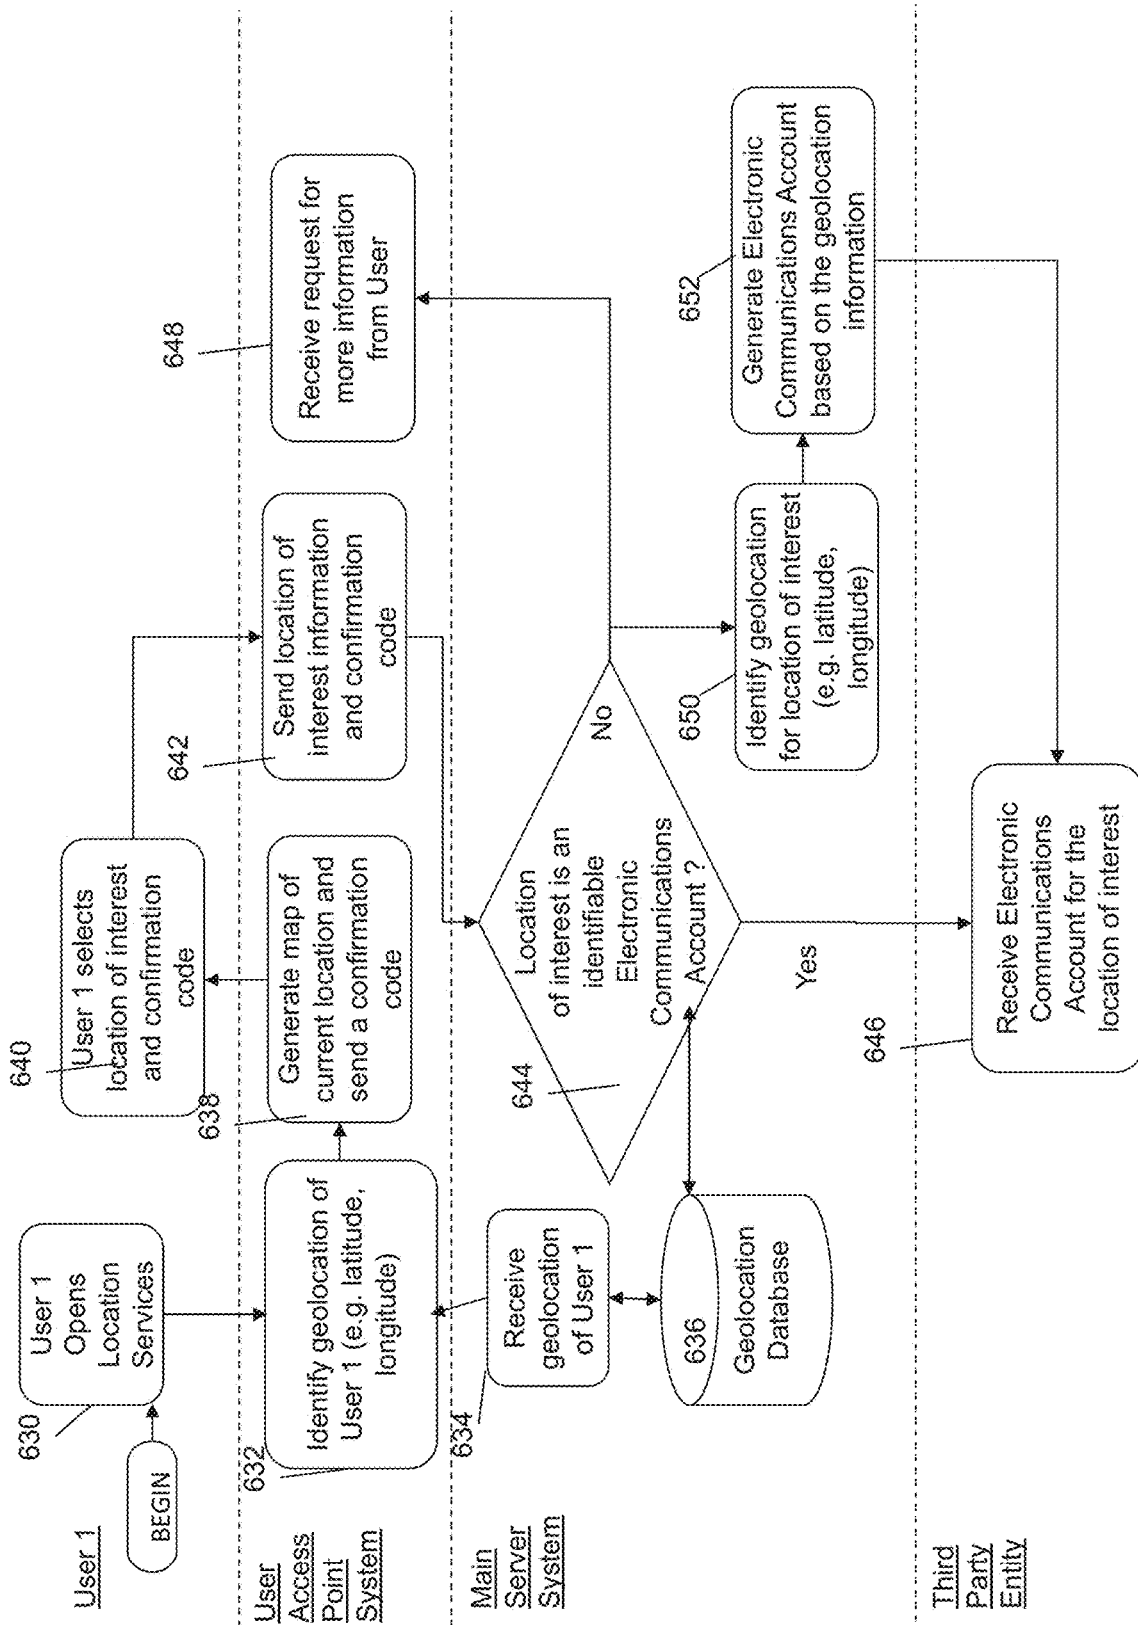 User 1
BEGIN
630
User 1
Opens
Location
Services
640
User 1 selects
location of interest
and confirmation
code
User
Access
Point
System
632
Identify geolocation of
User 1 (e.g. latitude,
longitude)
638
Generate map of
current location and
send a confirmation
code
642
Send location of
interest information
and confirmation
code
648
Receive request for
more information
from User
Main
Server
System
634
Receive
geolocation
of User 1
636
Geolocation
Database
644
Location
of interest is an
identifiable
Electronic
Communications
Account ?
No
Yes
650
Identify geolocation
for location of interest
(e.g. latitude,
longitude)
652
Generate Electronic
Communications Account
based on the geolocation
information
Third
Party
Entity
646
Receive Electronic
Communications
Account for the
location of interest